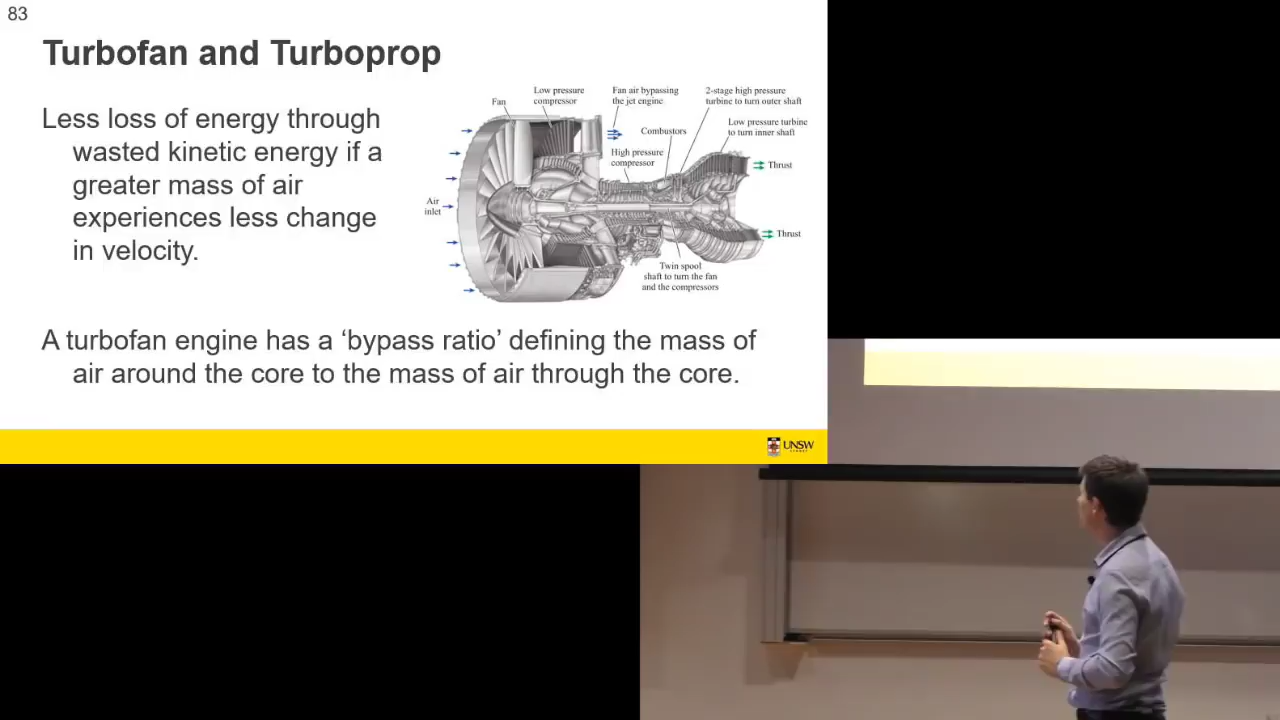 83
Turbofan and Turboprop
Less loss of energy through
wasted kinetic energy if a
greater mass of air
experiences less change
in velocity.
Fan
Low pressure
compressor
Fan air bypassing
the jet engine
2-stage high pressure
turbine to turn outer shaft
Combustors
Low pressure turbine
to turn inner shaft
High pressure
compressor
Thrust
Air
inlet
Thrust
Twin spool
shaft to turn the fan
and the compressors
A turbofan engine has a ‘bypass ratio’ defining the mass of
air around the core to the mass of air through the core.
UNSW
SYDNEY